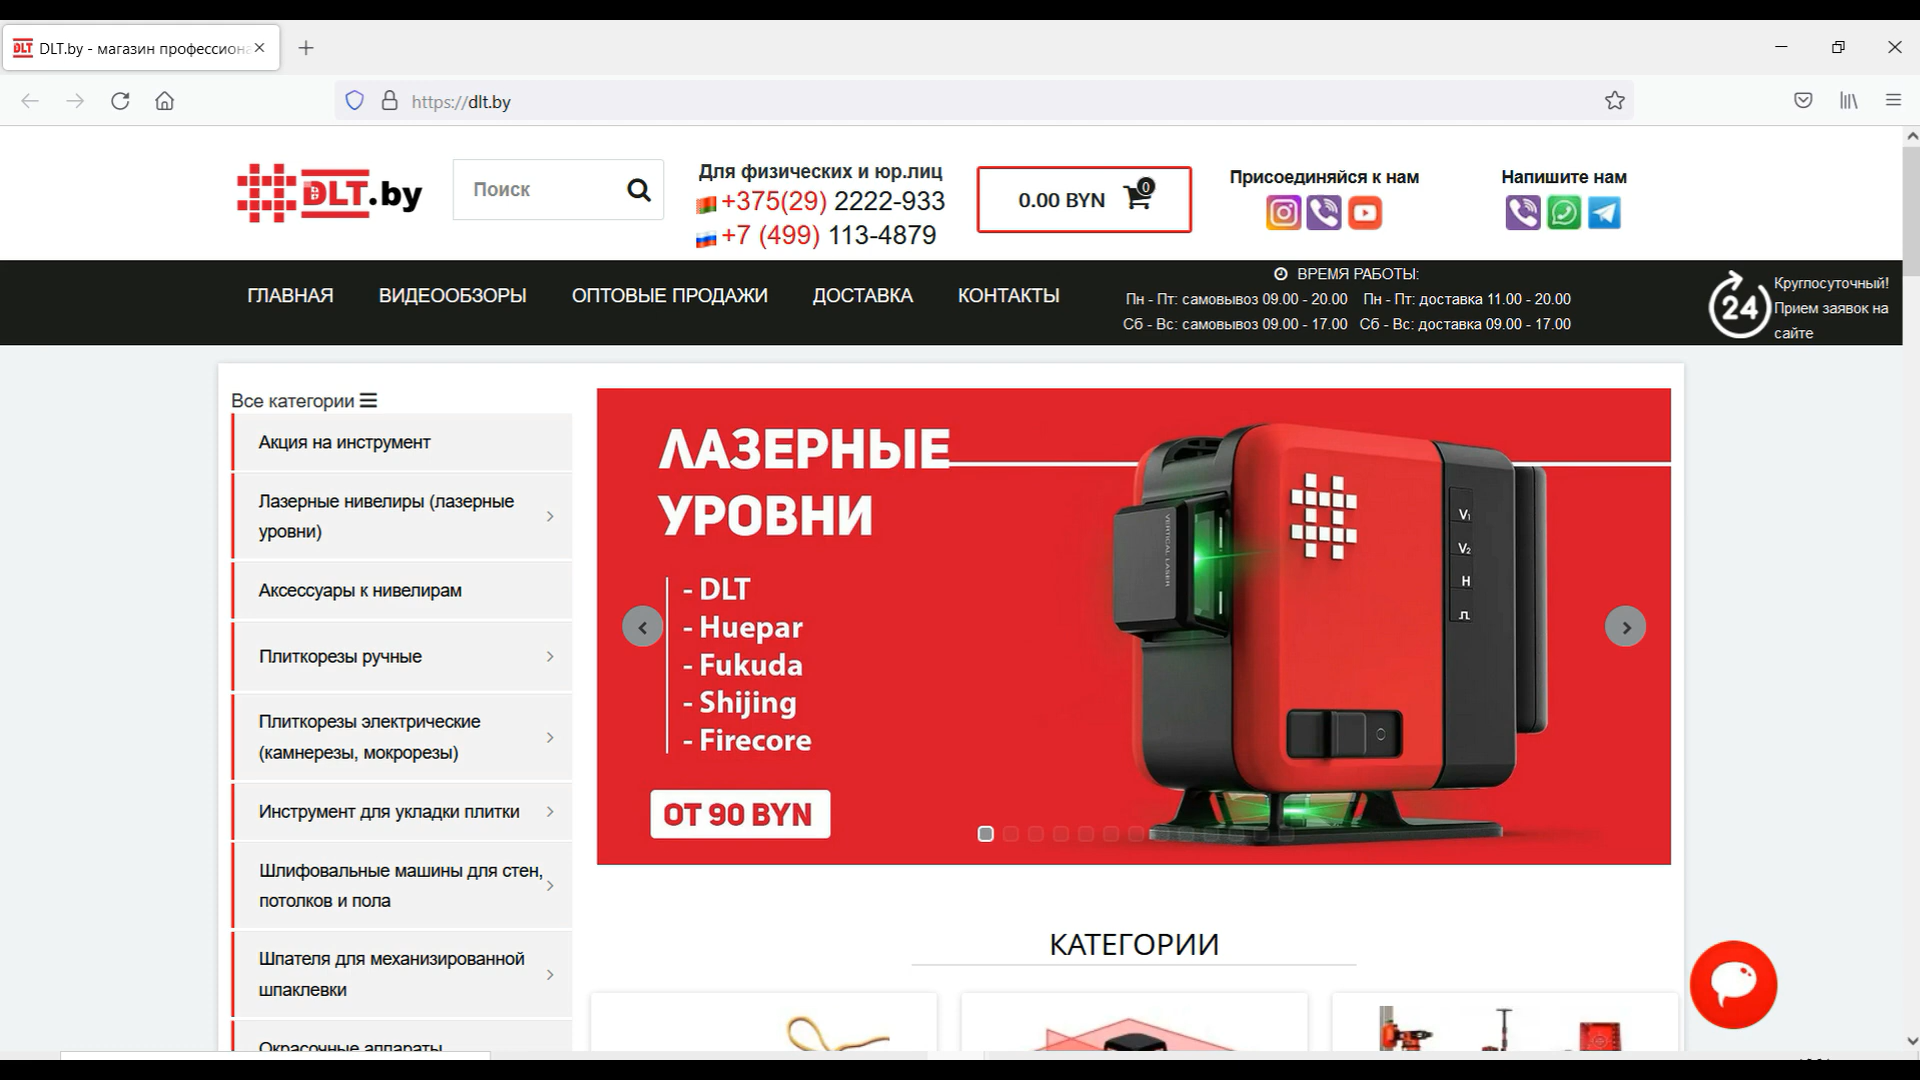 DLT.by - магазин профессион
https://dlt.by
DLT.by
Поиск
Для физических и юр.лиц
+375(29) 2222-933
+7 (499) 113-4879
0.00 BYN
0
Присоединяйся к нам
Напишите нам
ГЛАВНАЯ
ВИДЕООБЗОРЫ
ОПТОВЫЕ ПРОДАЖИ
ДОСТАВКА
КОНТАКТЫ
ВРЕМЯ РАБОТЫ:
Пн - Пт: самовывоз 09.00 - 20.00 Пн - Пт: доставка 11.00 - 20.00
Сб - Вс: самовывоз 09.00 - 17.00 Сб - Вс: доставка 09.00 - 17.00
24
Круглосуточный!
Прием заявок на
сайте
Все категории
Акция на инструмент
Лазерные нивелиры (лазерные
уровни)
Аксессуары к нивелирам
Плиткорезы ручные
Плиткорезы электрические
(камнерезы, мокрорезы)
Инструмент для укладки плитки
Шлифовальные машины для стен,
потолков и пола
Шпателя для механизированной
шпаклевки
Окрасочные аппараты
ЛАЗЕРНЫЕ
УРОВНИ
- DLT
- Huepar
- Fukuda
- Shijing
- Firecore
ОТ 90 BYN
VERTICAL LASER
V1
V2
H
КАТЕГОРИИ